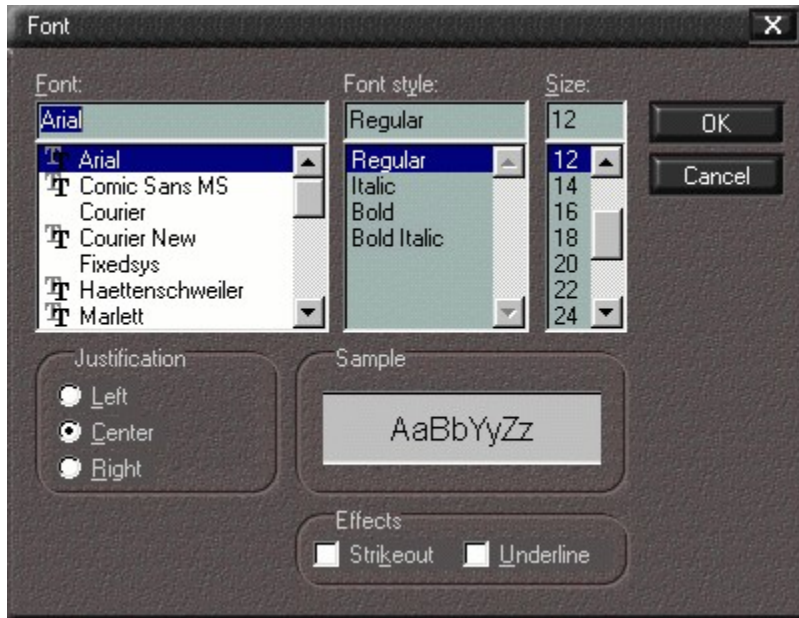 Font X
Font: Font style: Size:
Arial Regular 12 OK
Arial Regular 12 Cancel
Comic Sans MS Italic 14
Courier Bold 16
Courier New Bold Italic 18
Fixedsys 20
Haettenschweiler 22
Marlett 24
Justification Sample
Left
Center AaBbYyZz
Right
Effects
Strikeout Underline